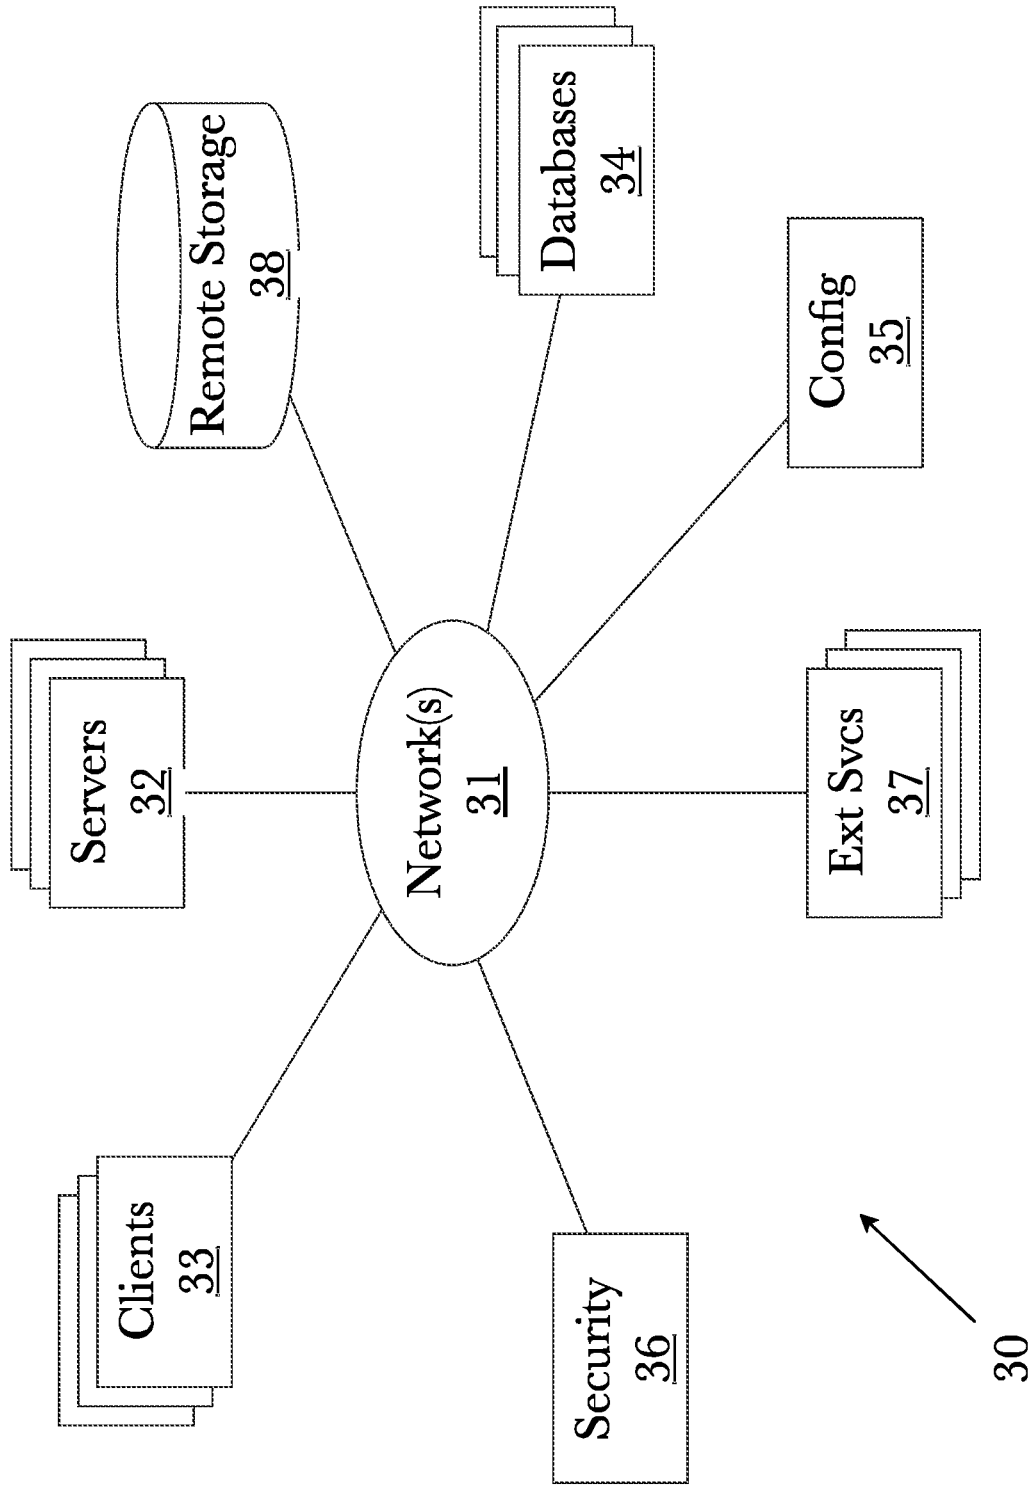 Servers
32
Remote Storage
38
Clients
33
Network(s)
31
Databases
34
Security
36
Ext Svcs
37
Config
35
30